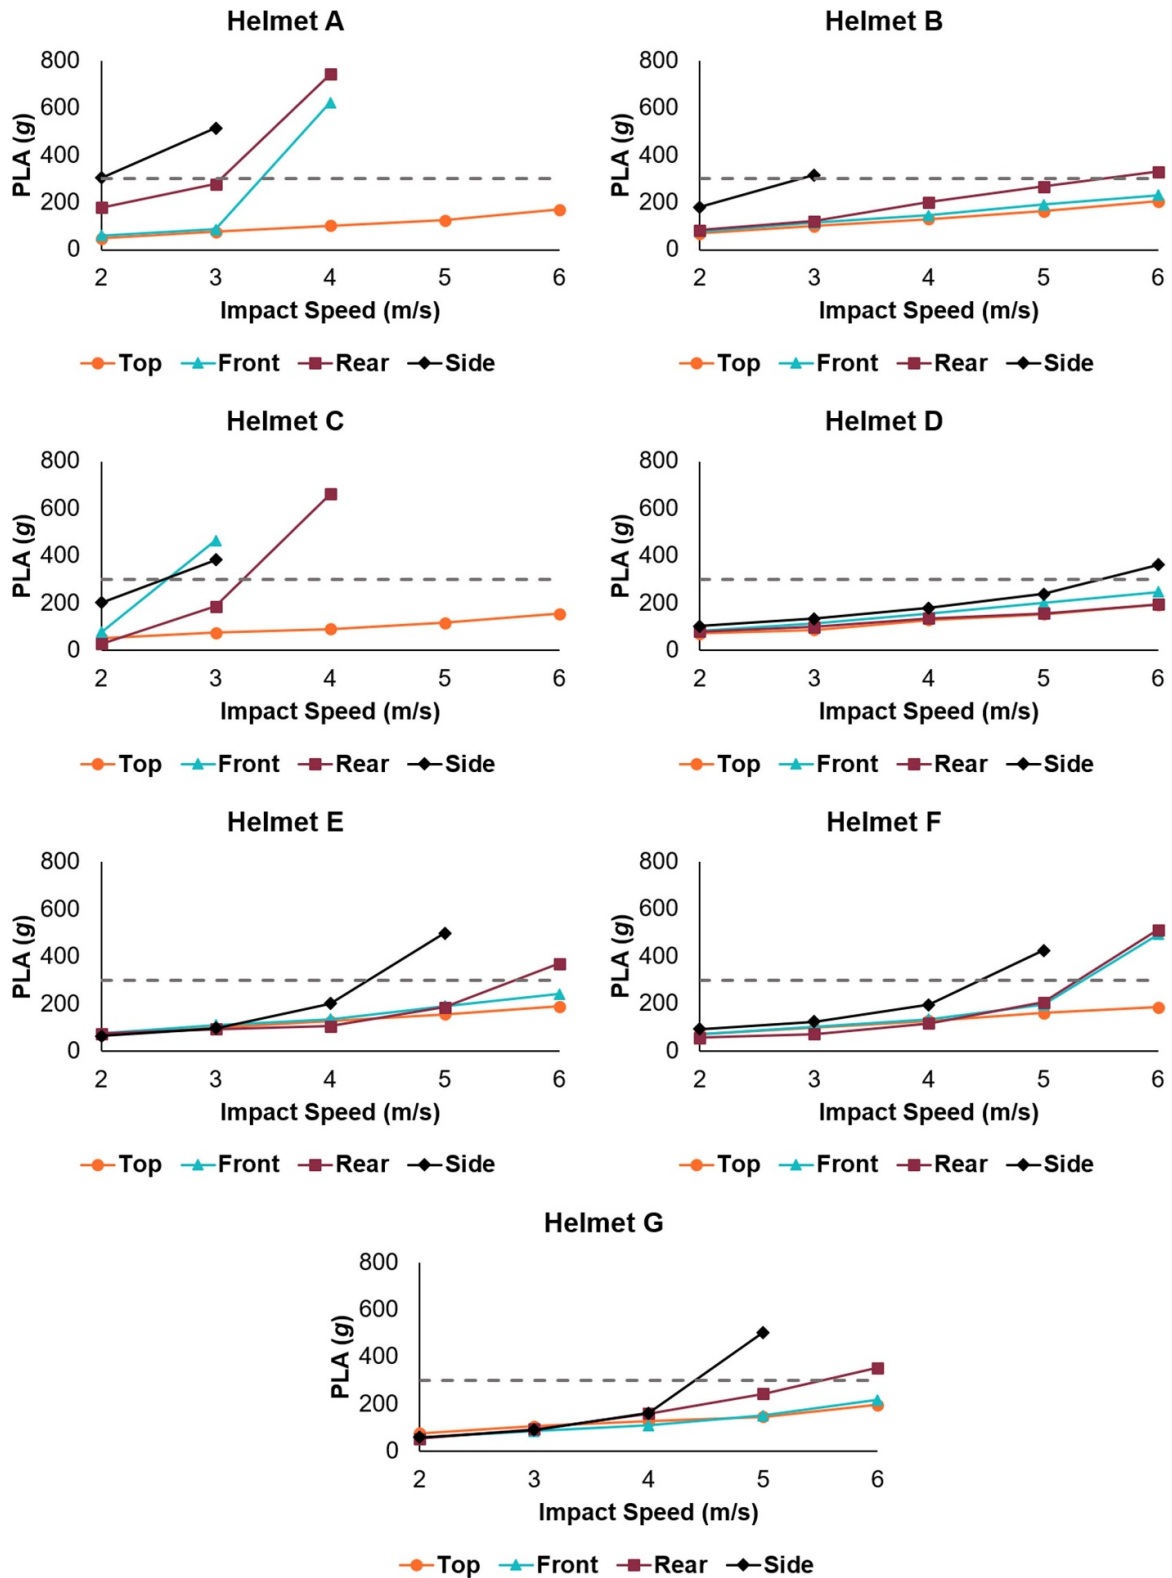 Helmet A
800
600
400
200
0
PLA (g)
2 3 4 5 6
Impact Speed (m/s)
Top Front Rear Side
Helmet B
800
600
400
200
0
PLA (g)
2 3 4 5 6
Impact Speed (m/s)
Top Front Rear Side
Helmet C
800
600
400
200
0
PLA (g)
2 3 4 5 6
Impact Speed (m/s)
Top Front Rear Side
Helmet D
800
600
400
200
0
PLA (g)
2 3 4 5 6
Impact Speed (m/s)
Top Front Rear Side
Helmet E
800
600
400
200
0
PLA (g)
2 3 4 5 6
Impact Speed (m/s)
Top Front Rear Side
Helmet F
800
600
400
200
0
PLA (g)
2 3 4 5 6
Impact Speed (m/s)
Top Front Rear Side
Helmet G
800
600
400
200
0
PLA (g)
2 3 4 5 6
Impact Speed (m/s)
Top Front Rear Side